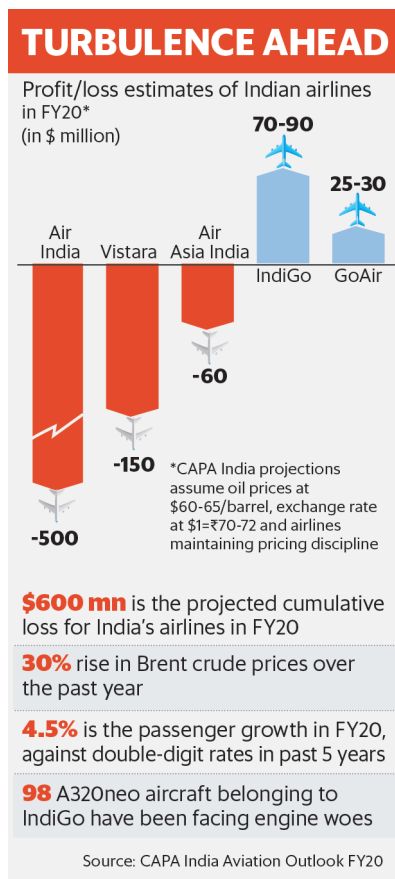 TURBULENCE AHEAD
Profit/loss estimates of Indian airlines
in FY20*
(in $ million)
70-90
25-30
Air
India
Vistara
Air
Asia India
IndiGo
GoAir
-60
-150
-500
*CAPA India projections
assume oil prices at
$60-65/barrel, exchange rate
at $1=₹70-72 and airlines
maintaining pricing discipline
$600 mn is the projected cumulative
loss for India's airlines in FY20
30% rise in Brent crude prices over
the past year
4.5% is the passenger growth in FY20,
against double-digit rates in past 5 years
98 A320neo aircraft belonging to
IndiGo have been facing engine woes
Source: CAPA India Aviation Outlook FY20